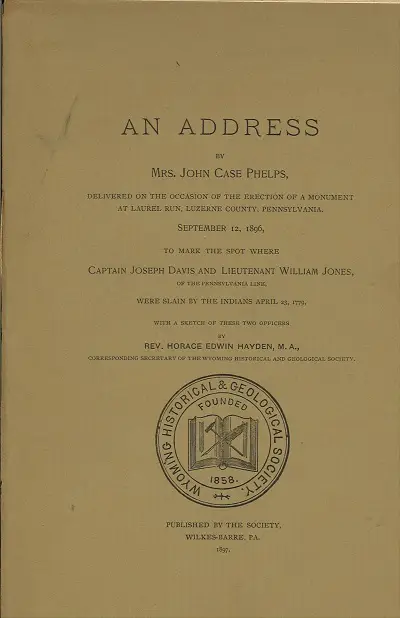 AN ADDRESS
BY
MRS. JOHN CASE PHELPS,
DELIVERED ON THE OCCASION OF THE ERECTION OF A MONUMENT
AT LAUREL RUN, LUZERNE COUNTY, PENNSYLVANIA,
SEPTEMBER 12, 1896,
TO MARK THE SPOT WHERE
CAPTAIN JOSEPH DAVIS AND LIEUTENANT WILLIAM JONES,
OF THE PENNSYLVANIA LINE,
WERE SLAIN BY THE INDIANS APRIL 23, 1779,
WITH A SKETCH OF THESE TWO OFFICERS
BY
REV. HORACE EDWIN HAYDEN, M. A.,
CORRESPONDING SECRETARY OF THE WYOMING HISTORICAL AND GEOLOGICAL SOCIETY.
WYOMING HISTORICAL & GEOLOGICAL SOCIETY.
FOUNDED
1858.
PUBLISHED BY THE SOCIETY,
WILKES-BARRE, PA.
1897.